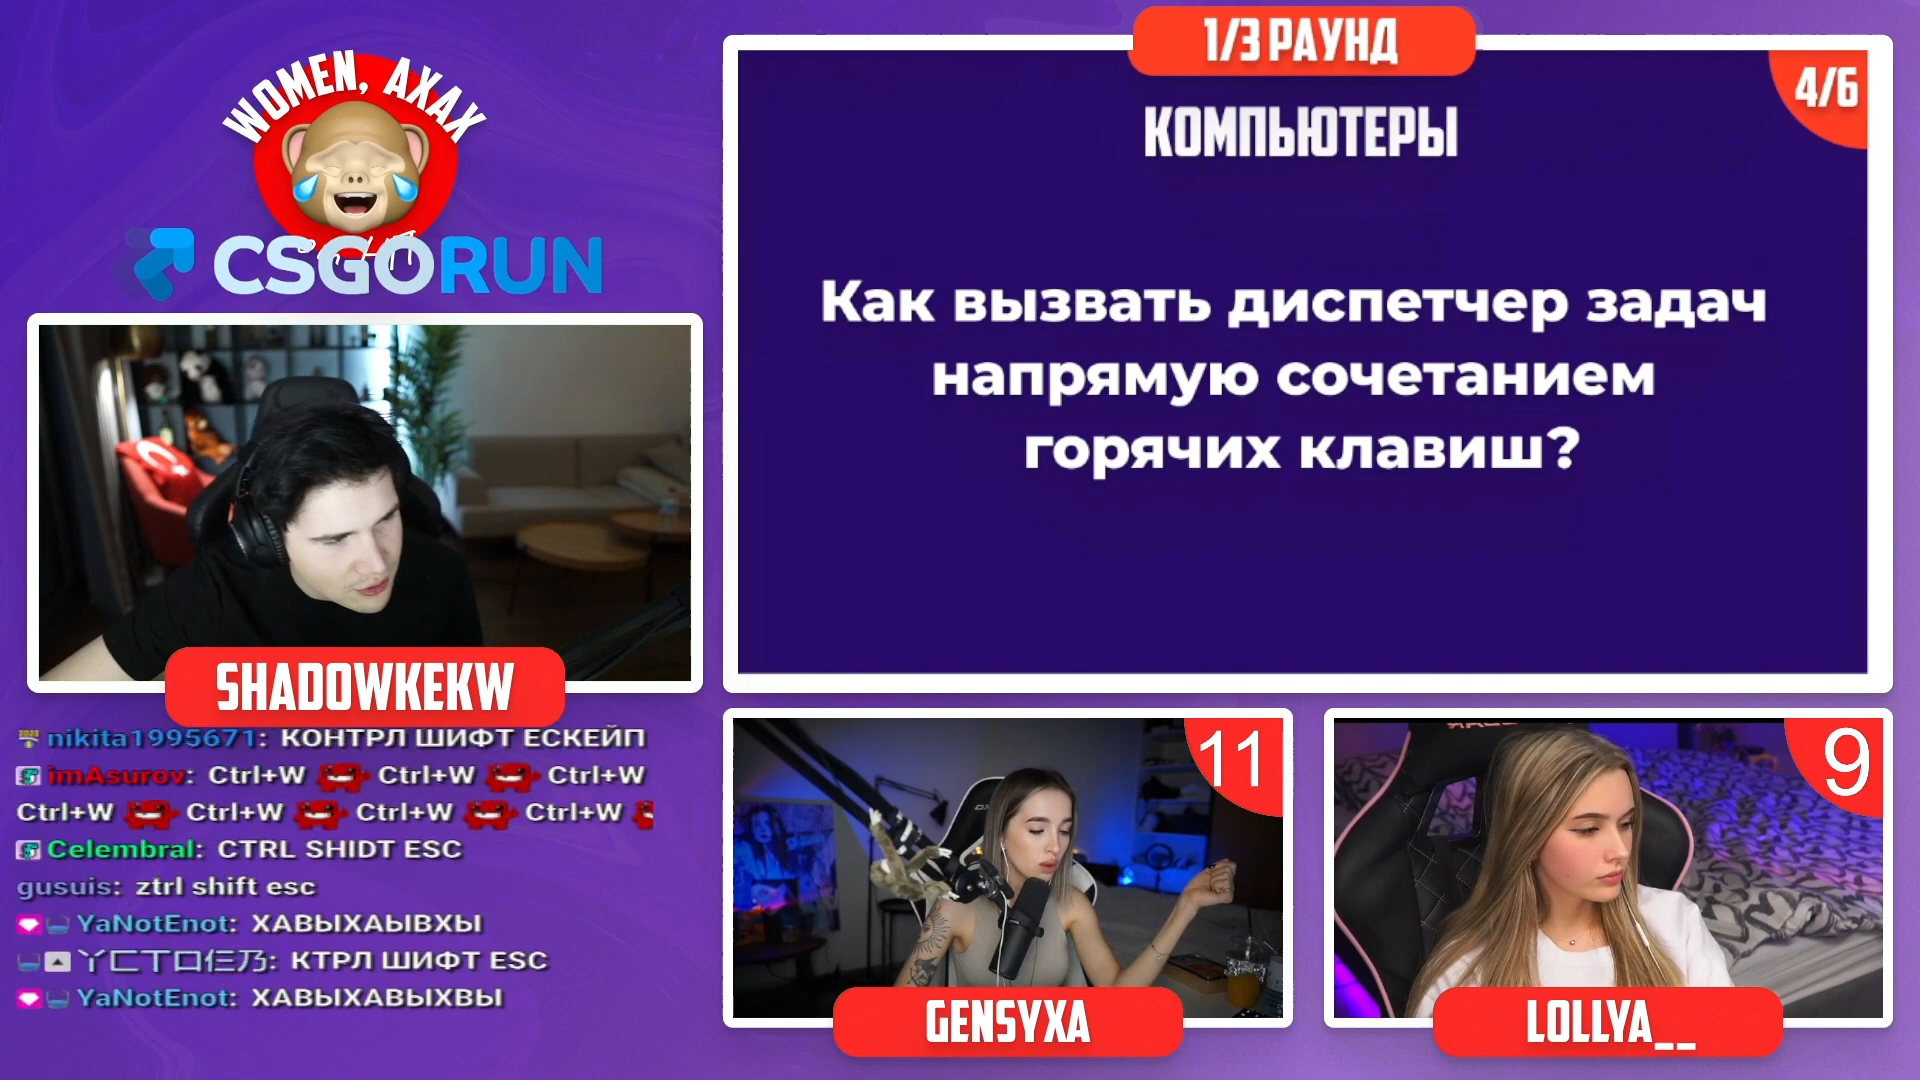 WOMEN, АХАХ
CSGORUN
SHADOWKEKW
nikita1995671: КОНТРЛ ШИФТ ЕСКЕЙП
imAsurov: Ctrl+W Ctrl+W Ctrl+W
Ctrl+W Ctrl+W Ctrl+W Ctrl+W
Celembral: CTRL SHIDT ESC
gusuis: ztrl shift esc
YaNotEnot: ХАВЫХАЫВХЫ
КТРЛ ШИФТ ESC
YaNotEnot: ХАВЫХАВЫХВЫ
1/3 РАУНД
4/6
КОМПЬЮТЕРЫ
Как вызвать диспетчер задач
напрямую сочетанием
горячих клавиш?
11
GENSYXA
9
LOLLYA__